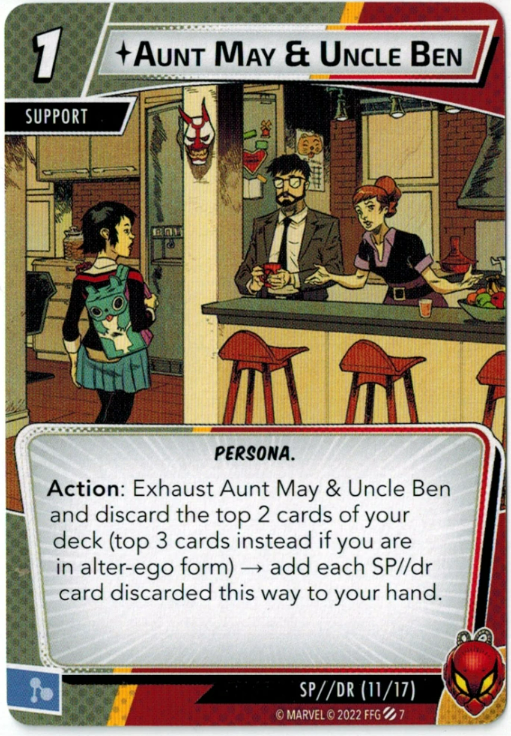 1
AUNT MAY & UNCLE BEN
SUPPORT
PERSONA.
Action: Exhaust Aunt May & Uncle Ben
and discard the top 2 cards of your
deck (top 3 cards instead if you are
in alter-ego form) → add each SP//dr
card discarded this way to your hand.
SP//DR (11/17)
© MARVEL © 2022 FFG 7